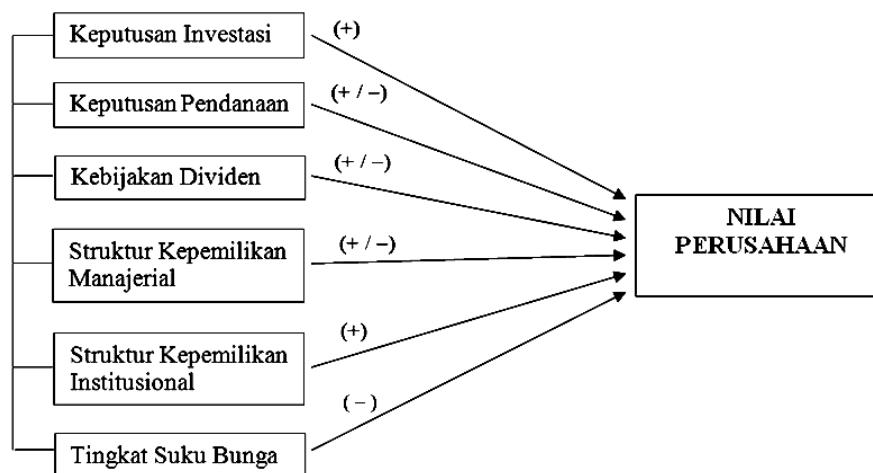 Keputusan Investasi
(+)
Keputusan Pendanaan
(+ / –)
Kebijakan Dividen
(+ / –)
Struktur Kepemilikan
Manajerial
(+ / –)
Struktur Kepemilikan
Institusional
(+)
Tingkat Suku Bunga
( – )
NILAI
PERUSAHAAN